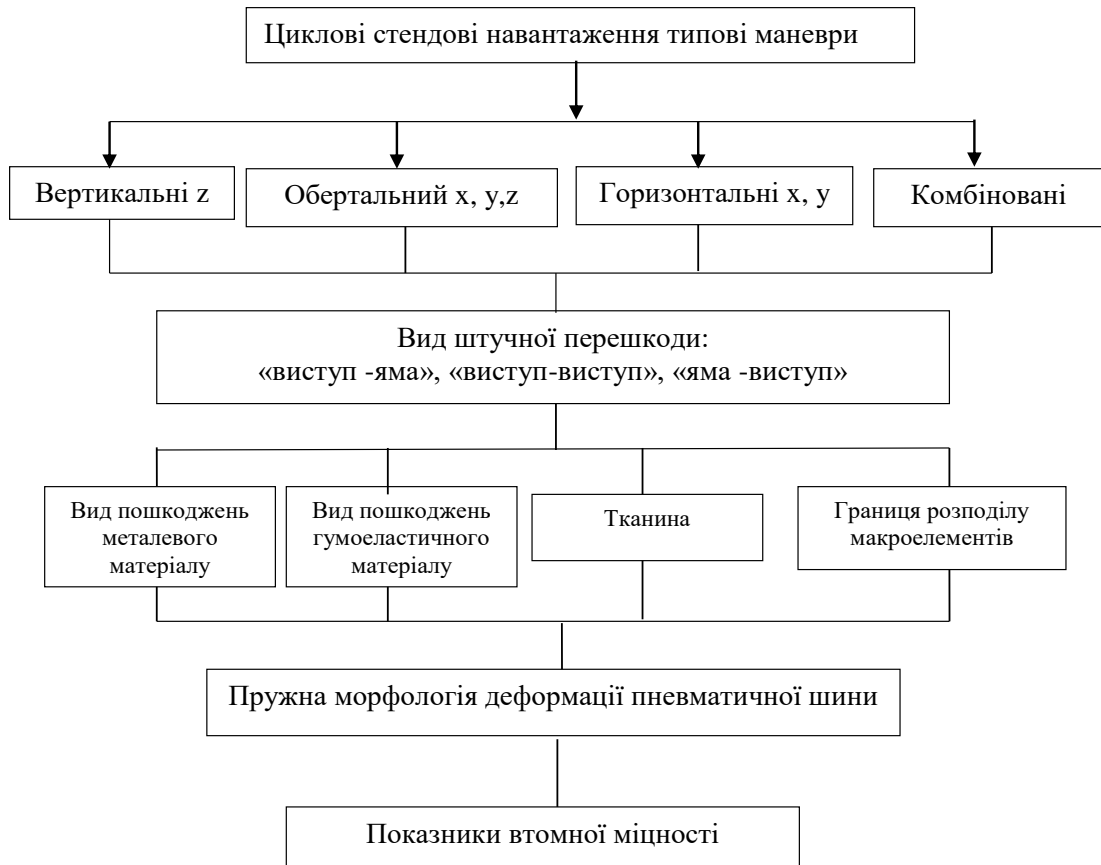 Циклові стендові навантаження типові маневри
Вертикальні z
Обертальний x, y,z
Горизонтальні x, y
Комбіновані
Вид штучної перешкоди:
«виступ -яма», «виступ-виступ», «яма -виступ»
Вид пошкоджень
металевого
матеріалу
Вид пошкоджень
гумоеластичного
матеріалу
Тканина
Границя розподілу
макроелементів
Пружна морфологія деформації пневматичної шини
Показники втомної міцності